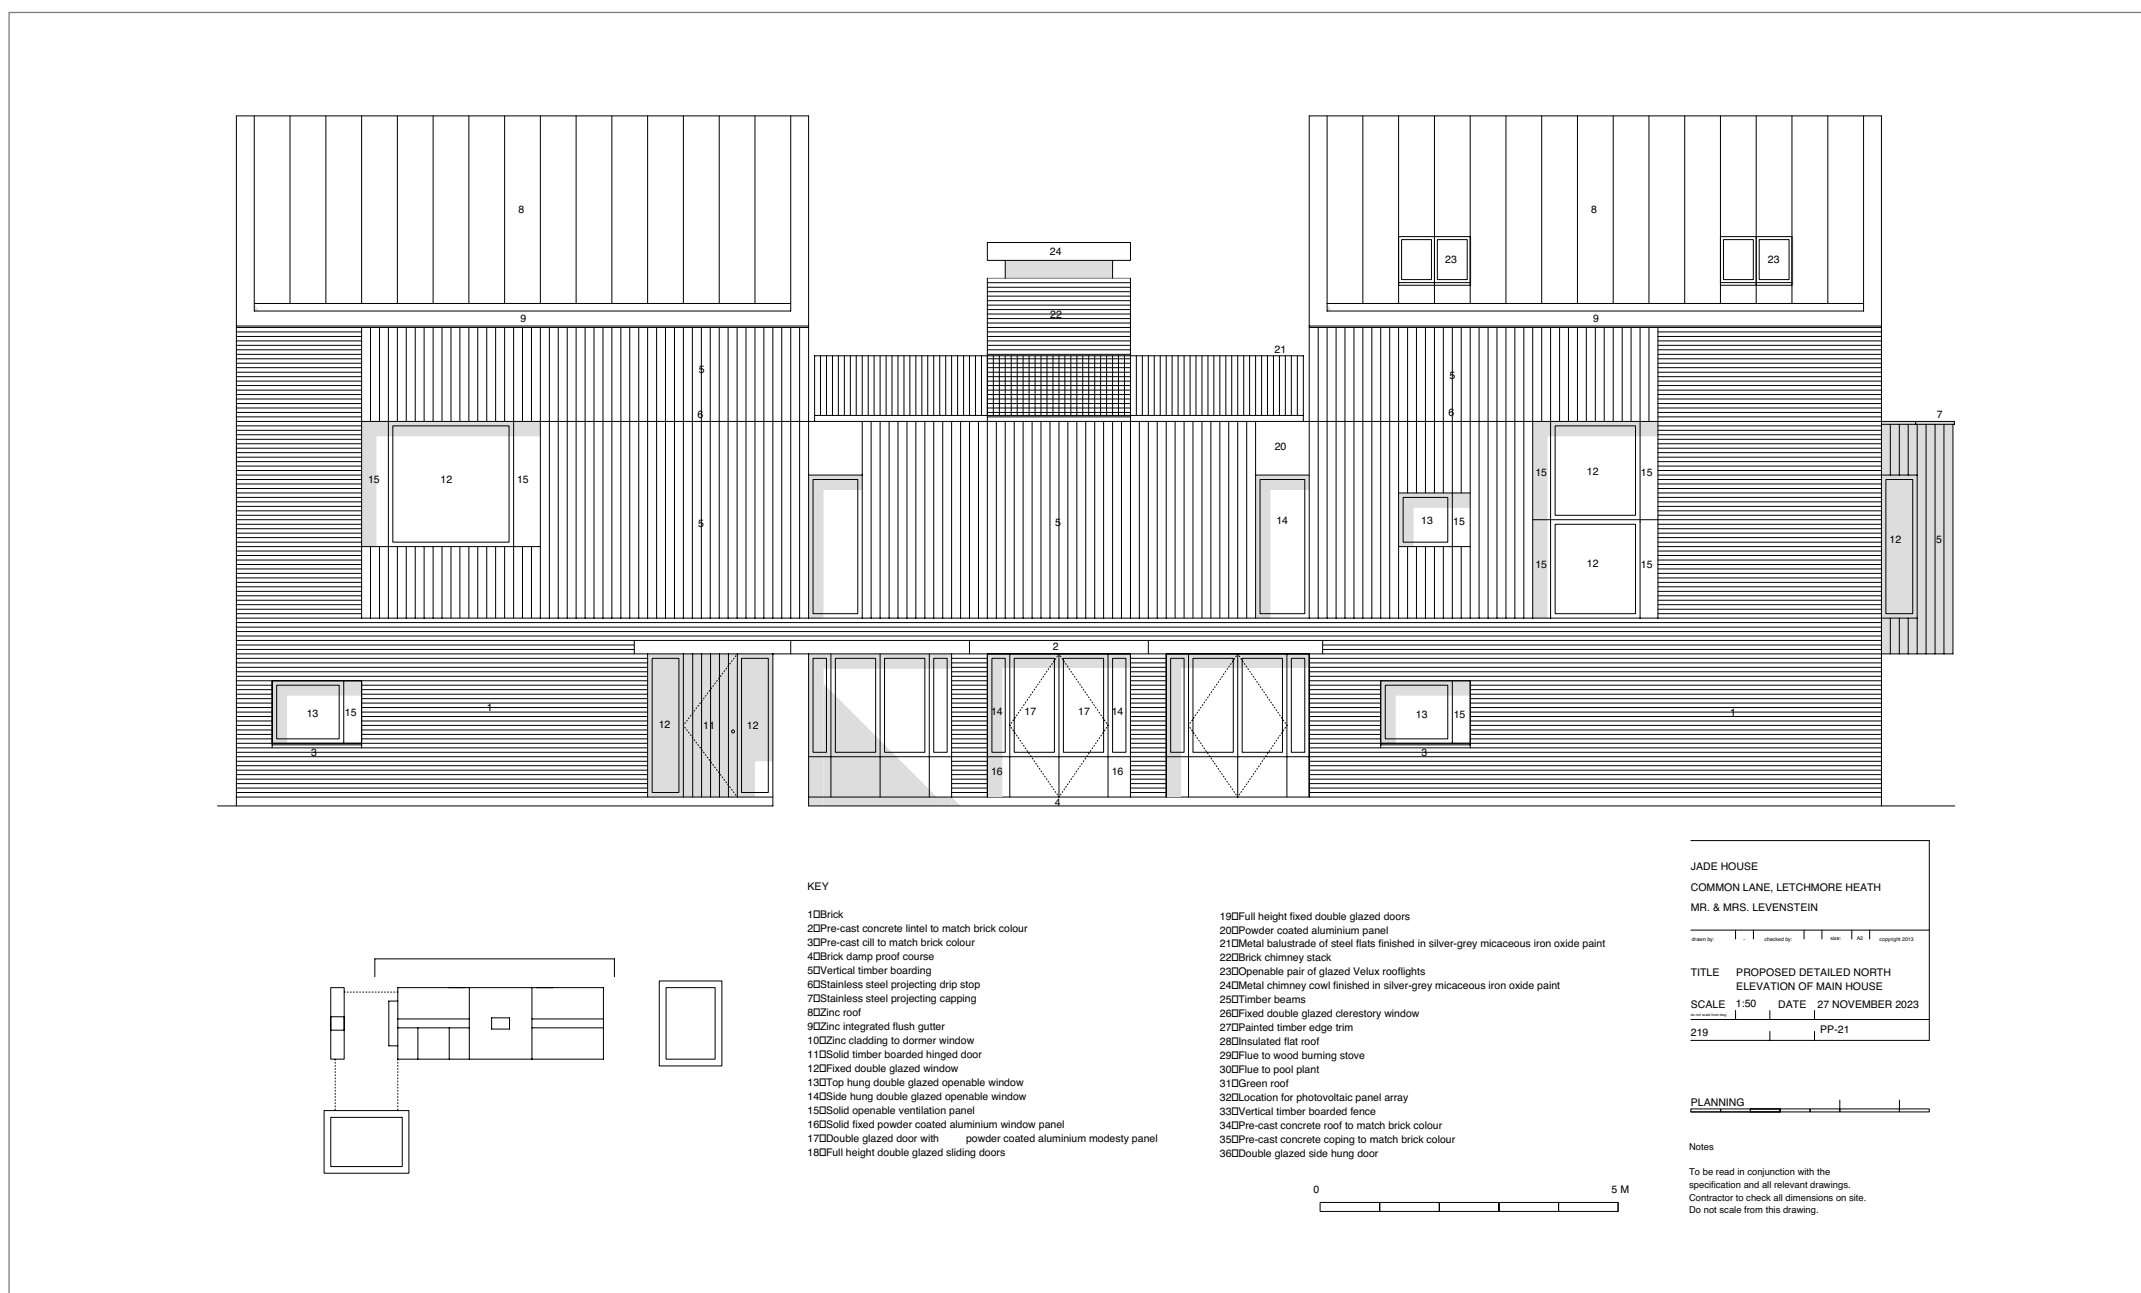 8
8
24
23
23
22
9
9
21
5
5
6
6
7
20
15
12
15
15
12
15
14
13
15
5
5
12
5
15
12
15
2
13
15
1
12
11
12
14
17
17
14
13
15
1
3
3
16
16
4
KEY
1□Brick
2□Pre-cast concrete lintel to match brick colour
3□Pre-cast cill to match brick colour
4□Brick damp proof course
5□Vertical timber boarding
6□Stainless steel projecting drip stop
7□Stainless steel projecting capping
8□Zinc roof
9□Zinc integrated flush gutter
10□Zinc cladding to dormer window
11□Solid timber boarded hinged door
12□Fixed double glazed window
13□Top hung double glazed openable window
14□Side hung double glazed openable window
15□Solid openable ventilation panel
16□Solid fixed powder coated aluminium window panel
17□Double glazed door with powder coated aluminium modesty panel
18□Full height double glazed sliding doors
19□Full height fixed double glazed doors
20□Powder coated aluminium panel
21□Metal balustrade of steel flats finished in silver-grey micaceous iron oxide paint
22□Brick chimney stack
23□Openable pair of glazed Velux rooflights
24□Metal chimney cowl finished in silver-grey micaceous iron oxide paint
25□Timber beams
26□Fixed double glazed clerestory window
27□Painted timber edge trim
28□Insulated flat roof
29□Flue to wood burning stove
30□Flue to pool plant
31□Green roof
32□Location for photovoltaic panel array
33□Vertical timber boarded fence
34□Pre-cast concrete roof to match brick colour
35□Pre-cast concrete coping to match brick colour
36□Double glazed side hung door
0 5 M
JADE HOUSE
COMMON LANE, LETCHMORE HEATH
MR. & MRS. LEVENSTEIN
drawn by: - checked by: size: A2 copyright 2013
TITLE PROPOSED DETAILED NORTH
ELEVATION OF MAIN HOUSE
SCALE 1:50 DATE 27 NOVEMBER 2023
do not scale from dwg
219 PP-21
PLANNING
Notes
To be read in conjunction with the
specification and all relevant drawings.
Contractor to check all dimensions on site.
Do not scale from this drawing.